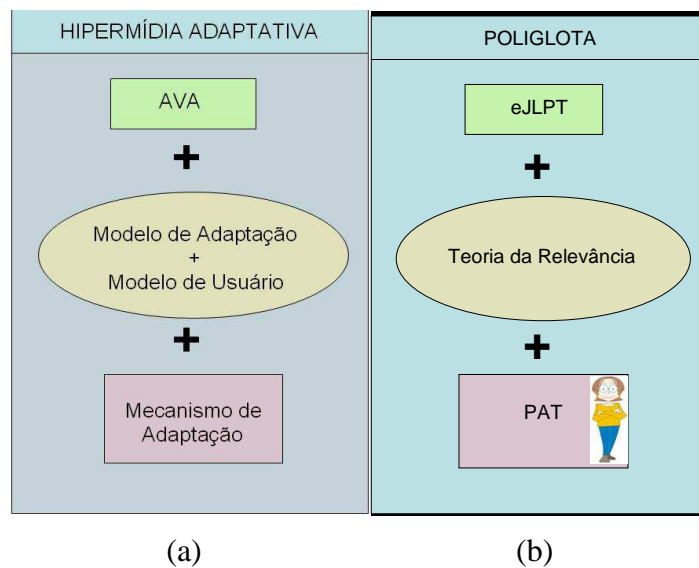 HIPERMÍDIA ADAPTATIVA
AVA
+
Modelo de Adaptação
+
Modelo de Usuário
+
Mecanismo de
Adaptação
(a)
POLIGLOTA
eJLPT
+
Teoria da Relevância
+
PAT
(b)